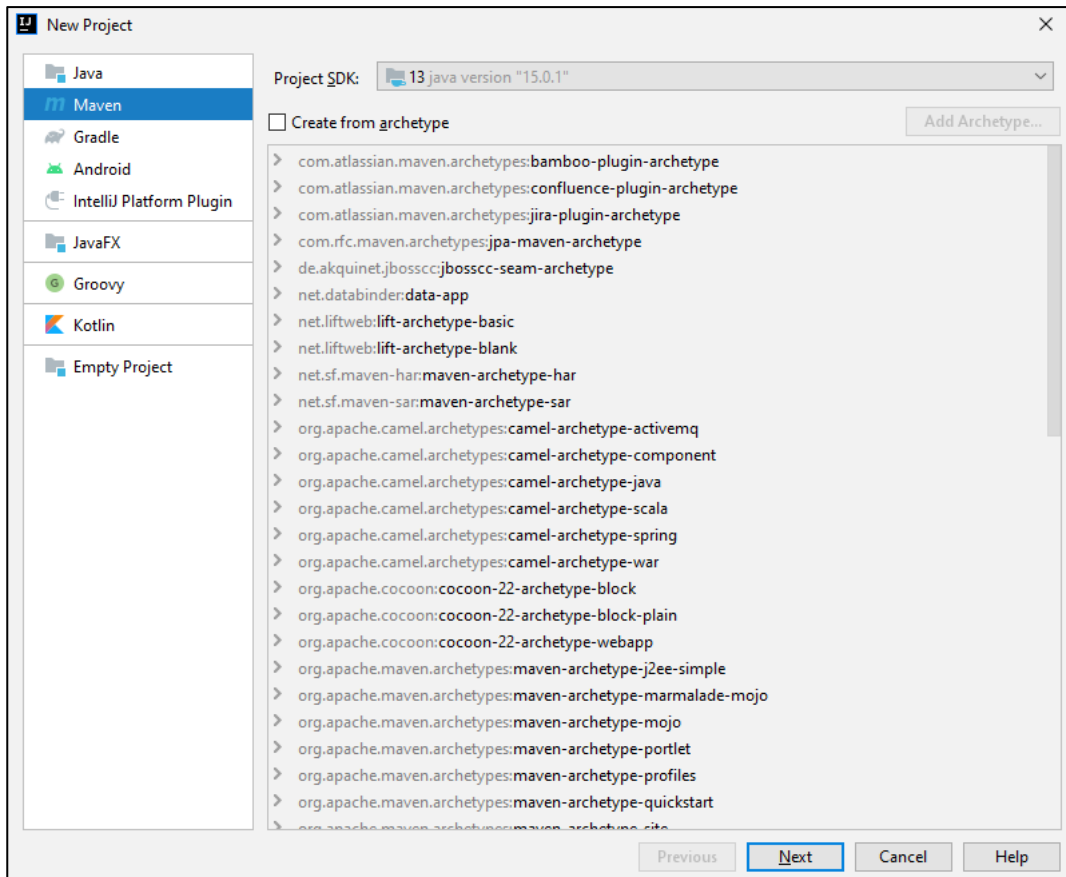 New Project
Java
Maven
Gradle
Android
IntelliJ Platform Plugin
JavaFX
Groovy
Kotlin
Empty Project
Project SDK: 13 java version "15.0.1"
Create from archetype
Add Archetype...
com.atlassian.maven.archetypes:bamboo-plugin-archetype
com.atlassian.maven.archetypes:confluence-plugin-archetype
com.atlassian.maven.archetypes:jira-plugin-archetype
com.rfc.maven.archetypes:jpa-maven-archetype
de.akquinet.jbosscc:jbosscc-seam-archetype
net.databinder:data-app
net.liftweb:lift-archetype-basic
net.liftweb:lift-archetype-blank
net.sf.maven-har:maven-archetype-har
net.sf.maven-sar:maven-archetype-sar
org.apache.camel.archetypes:camel-archetype-activemq
org.apache.camel.archetypes:camel-archetype-component
org.apache.camel.archetypes:camel-archetype-java
org.apache.camel.archetypes:camel-archetype-scala
org.apache.camel.archetypes:camel-archetype-spring
org.apache.camel.archetypes:camel-archetype-war
org.apache.cocoon:cocoon-22-archetype-block
org.apache.cocoon:cocoon-22-archetype-block-plain
org.apache.cocoon:cocoon-22-archetype-webapp
org.apache.maven.archetypes:maven-archetype-j2ee-simple
org.apache.maven.archetypes:maven-archetype-marmalade-mojo
org.apache.maven.archetypes:maven-archetype-mojo
org.apache.maven.archetypes:maven-archetype-portlet
org.apache.maven.archetypes:maven-archetype-profiles
org.apache.maven.archetypes:maven-archetype-quickstart
org.apache.maven.archetypes:maven-archetype-site
Previous
Next
Cancel
Help